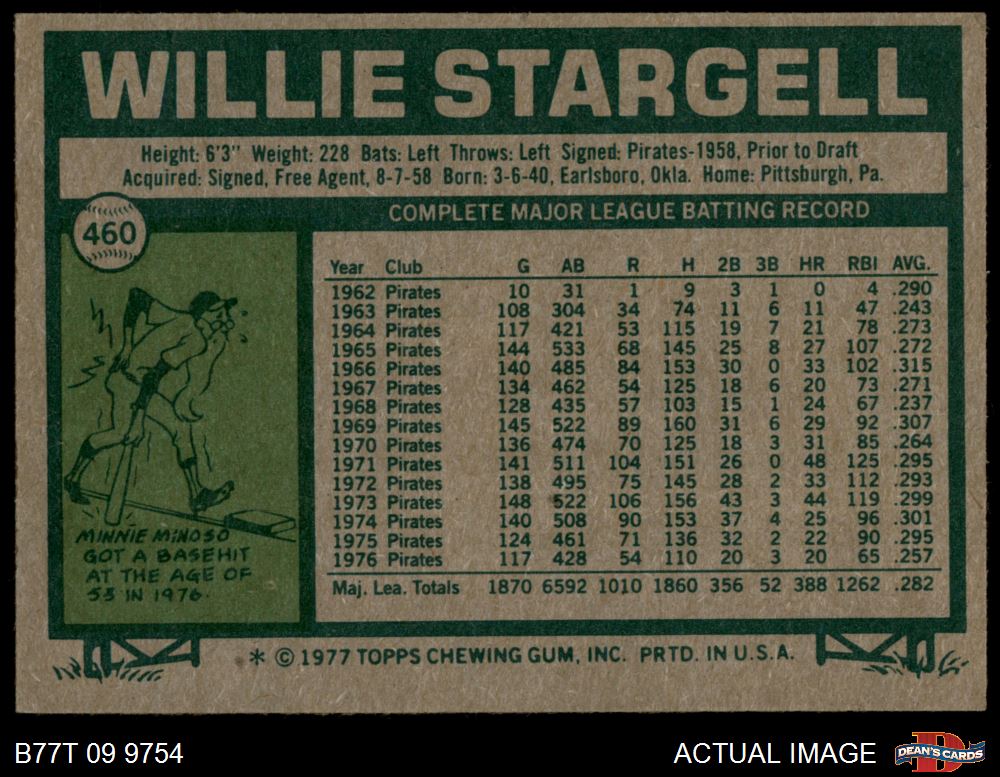 WILLIE STARGELL
Height: 6'3" Weight: 228 Bats: Left Throws: Left Signed: Pirates-1958, Prior to Draft
Acquired: Signed, Free Agent, 8-7-58 Born: 3-6-40, Earlsboro, Okla. Home: Pittsburgh, Pa.
460
COMPLETE MAJOR LEAGUE BATTING RECORD
Year Club G AB R H 2B 3B HR RBI AVG.
1962 Pirates 10 31 1 9 3 1 0 4 .290
1963 Pirates 108 304 34 74 11 6 11 47 .243
1964 Pirates 117 421 53 115 19 7 21 78 .273
1965 Pirates 144 533 68 145 25 8 27 107 .272
1966 Pirates 140 485 84 153 30 0 33 102 .315
1967 Pirates 134 462 54 125 18 6 20 73 .271
1968 Pirates 128 435 57 103 15 1 24 67 .237
1969 Pirates 145 522 89 160 31 6 29 92 .307
1970 Pirates 136 474 70 125 18 3 31 85 .264
1971 Pirates 141 511 104 151 26 0 48 125 .295
1972 Pirates 138 495 75 145 28 2 33 112 .293
1973 Pirates 148 522 106 156 43 3 44 119 .299
1974 Pirates 140 508 90 153 37 4 25 96 .301
1975 Pirates 124 461 71 136 32 2 22 90 .295
1976 Pirates 117 428 54 110 20 3 20 65 .257
Maj. Lea. Totals 1870 6592 1010 1860 356 52 388 1262 .282
MINNIE MINOSO
GOT A BASEHIT
AT THE AGE OF
53 IN 1976.
* © 1977 TOPPS CHEWING GUM, INC. PRTD. IN U.S.A.
B77T 09 9754
ACTUAL IMAGE
D
DEAN'S CARDS